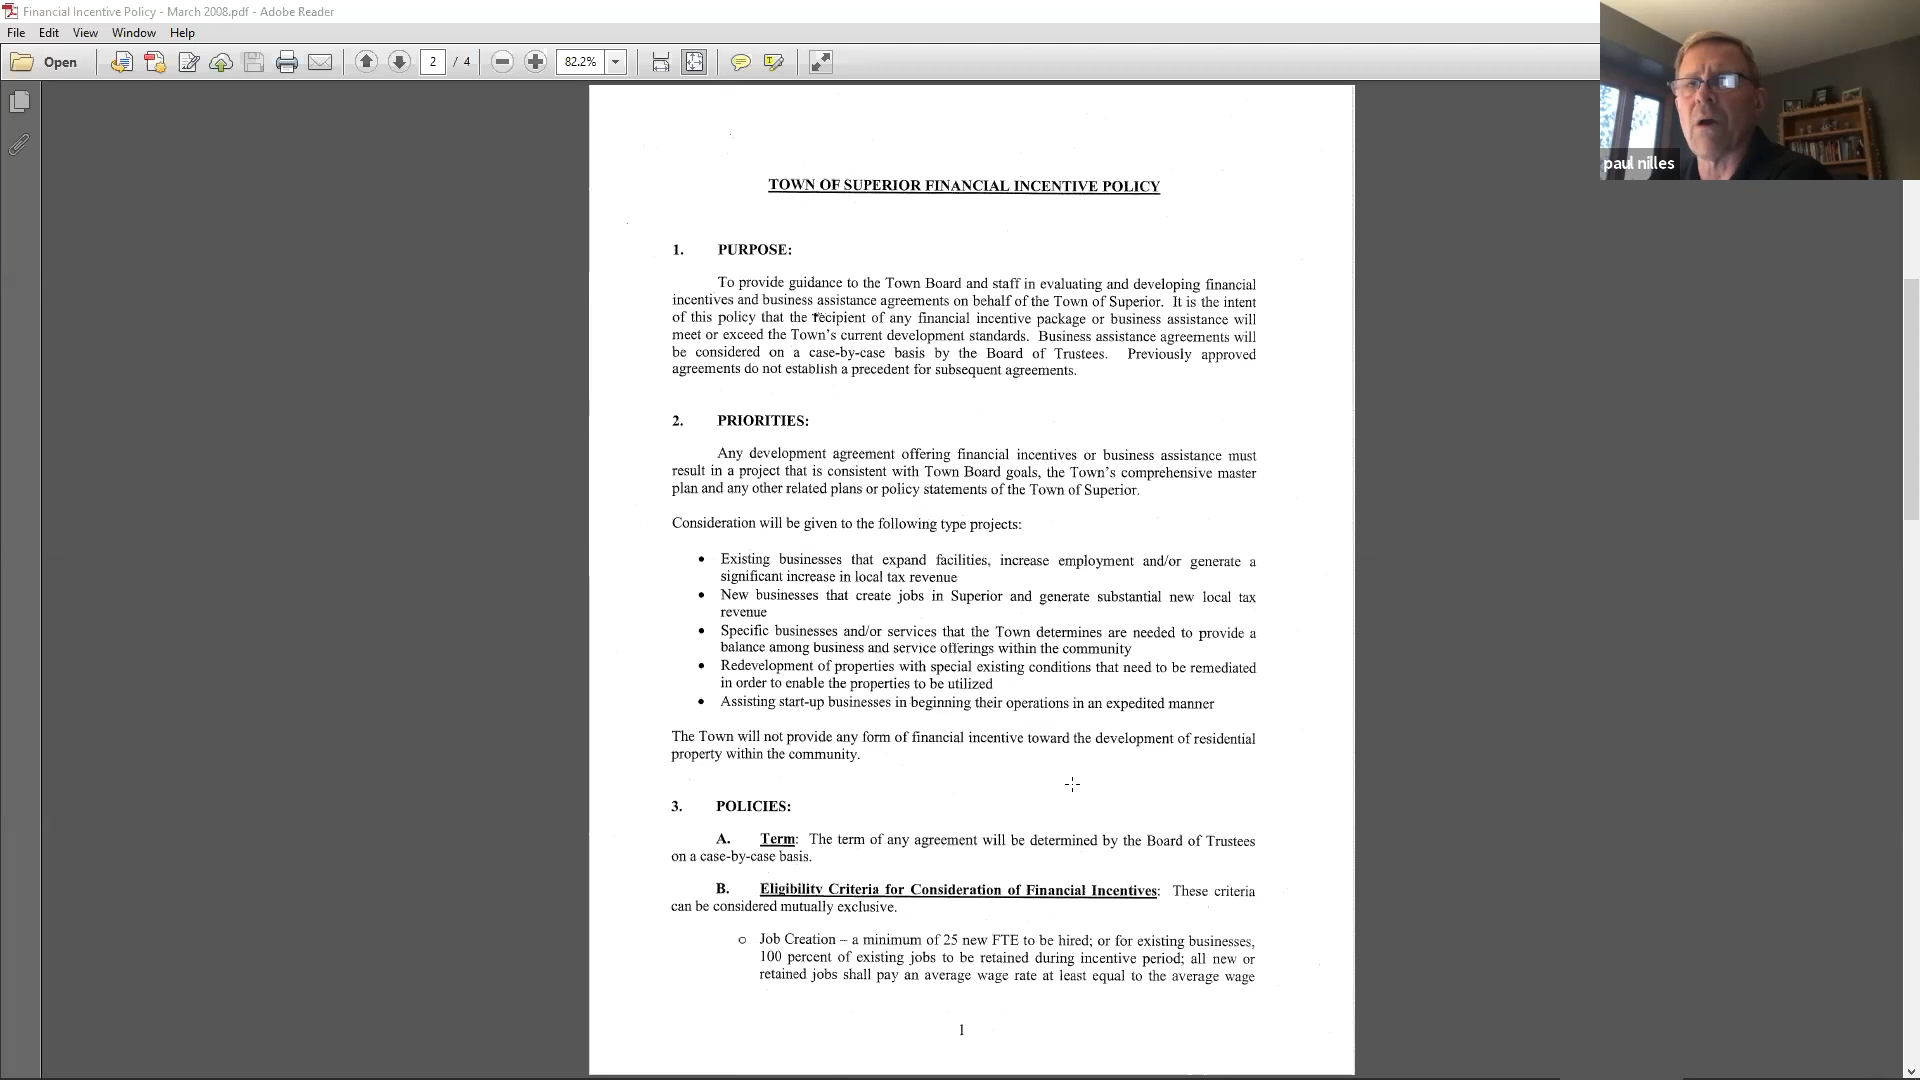 Financial Incentive Policy - March 2008.pdf - Adobe Reader
File Edit View Window Help
Open 2 / 4 82.2%
paul nilles
TOWN OF SUPERIOR FINANCIAL INCENTIVE POLICY
1. PURPOSE:
To provide guidance to the Town Board and staff in evaluating and developing financial
incentives and business assistance agreements on behalf of the Town of Superior. It is the intent
of this policy that the recipient of any financial incentive package or business assistance will
meet or exceed the Town's current development standards. Business assistance agreements will
be considered on a case-by-case basis by the Board of Trustees. Previously approved
agreements do not establish a precedent for subsequent agreements.
2. PRIORITIES:
Any development agreement offering financial incentives or business assistance must
result in a project that is consistent with Town Board goals, the Town's comprehensive master
plan and any other related plans or policy statements of the Town of Superior.
Consideration will be given to the following type projects:
• Existing businesses that expand facilities, increase employment and/or generate a
significant increase in local tax revenue
• New businesses that create jobs in Superior and generate substantial new local tax
revenue
• Specific businesses and/or services that the Town determines are needed to provide a
balance among business and service offerings within the community
• Redevelopment of properties with special existing conditions that need to be remediated
in order to enable the properties to be utilized
• Assisting start-up businesses in beginning their operations in an expedited manner
The Town will not provide any form of financial incentive toward the development of residential
property within the community.
3. POLICIES:
A. Term: The term of any agreement will be determined by the Board of Trustees
on a case-by-case basis.
B. Eligibility Criteria for Consideration of Financial Incentives: These criteria
can be considered mutually exclusive.
o Job Creation – a minimum of 25 new FTE to be hired; or for existing businesses,
100 percent of existing jobs to be retained during incentive period; all new or
retained jobs shall pay an average wage rate at least equal to the average wage
1